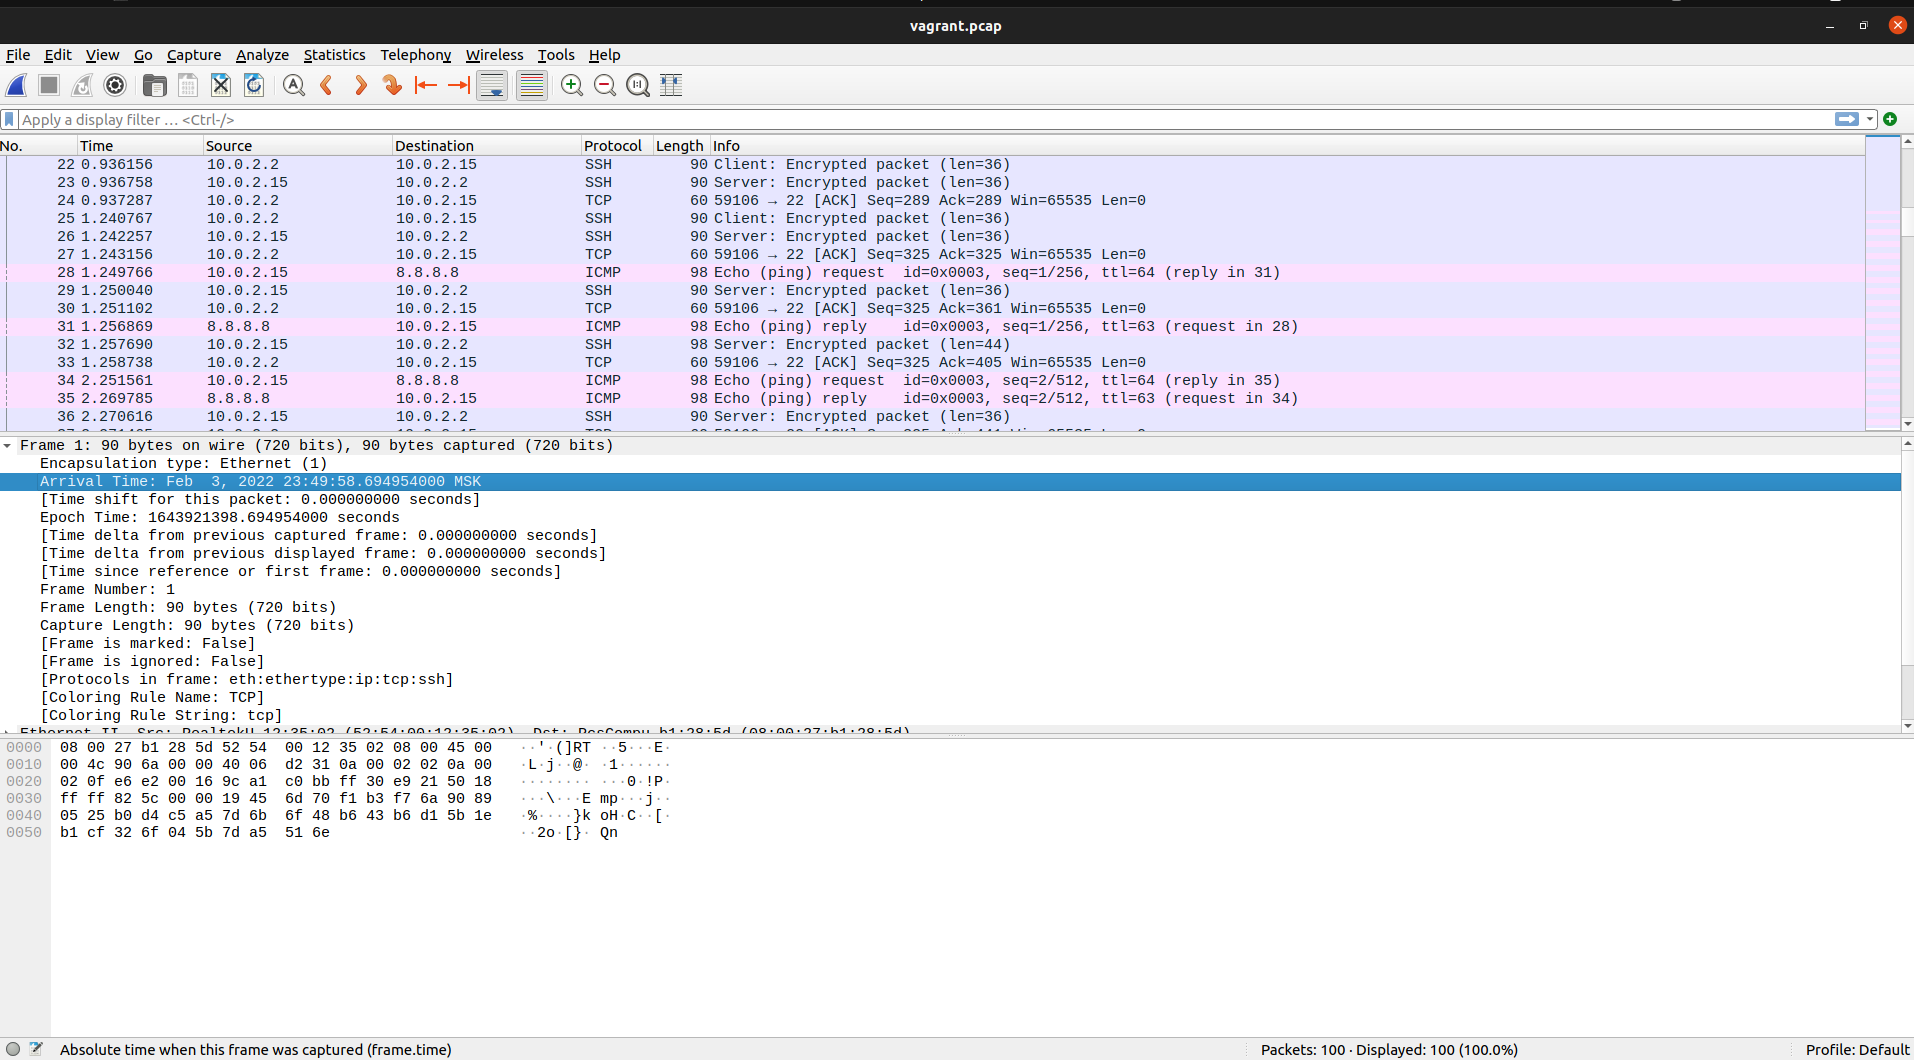 vagrant.pcap
File Edit View Go Capture Analyze Statistics Telephony Wireless Tools Help
Apply a display filter … <Ctrl-/>
No. Time Source Destination Protocol Length Info
22 0.936156 10.0.2.2 10.0.2.15 SSH 90 Client: Encrypted packet (len=36)
23 0.936758 10.0.2.15 10.0.2.2 SSH 90 Server: Encrypted packet (len=36)
24 0.937287 10.0.2.2 10.0.2.15 TCP 60 59106 → 22 [ACK] Seq=289 Ack=289 Win=65535 Len=0
25 1.240767 10.0.2.2 10.0.2.15 SSH 90 Client: Encrypted packet (len=36)
26 1.242257 10.0.2.15 10.0.2.2 SSH 90 Server: Encrypted packet (len=36)
27 1.243156 10.0.2.2 10.0.2.15 TCP 60 59106 → 22 [ACK] Seq=325 Ack=325 Win=65535 Len=0
28 1.249766 10.0.2.15 8.8.8.8 ICMP 98 Echo (ping) request id=0x0003, seq=1/256, ttl=64 (reply in 31)
29 1.250040 10.0.2.15 10.0.2.2 SSH 90 Server: Encrypted packet (len=36)
30 1.251102 10.0.2.2 10.0.2.15 TCP 60 59106 → 22 [ACK] Seq=325 Ack=361 Win=65535 Len=0
31 1.256869 8.8.8.8 10.0.2.15 ICMP 98 Echo (ping) reply id=0x0003, seq=1/256, ttl=63 (request in 28)
32 1.257690 10.0.2.15 10.0.2.2 SSH 98 Server: Encrypted packet (len=44)
33 1.258738 10.0.2.2 10.0.2.15 TCP 60 59106 → 22 [ACK] Seq=325 Ack=405 Win=65535 Len=0
34 2.251561 10.0.2.15 8.8.8.8 ICMP 98 Echo (ping) request id=0x0003, seq=2/512, ttl=64 (reply in 35)
35 2.269785 8.8.8.8 10.0.2.15 ICMP 98 Echo (ping) reply id=0x0003, seq=2/512, ttl=63 (request in 34)
36 2.270616 10.0.2.15 10.0.2.2 SSH 90 Server: Encrypted packet (len=36)
Frame 1: 90 bytes on wire (720 bits), 90 bytes captured (720 bits)
Encapsulation type: Ethernet (1)
Arrival Time: Feb  3, 2022 23:49:58.694954000 MSK
[Time shift for this packet: 0.000000000 seconds]
Epoch Time: 1643921398.694954000 seconds
[Time delta from previous captured frame: 0.000000000 seconds]
[Time delta from previous displayed frame: 0.000000000 seconds]
[Time since reference or first frame: 0.000000000 seconds]
Frame Number: 1
Frame Length: 90 bytes (720 bits)
Capture Length: 90 bytes (720 bits)
[Frame is marked: False]
[Frame is ignored: False]
[Protocols in frame: eth:ethertype:ip:tcp:ssh]
[Coloring Rule Name: TCP]
[Coloring Rule String: tcp]
Ethernet II, Src: RealtekU_12:35:02 (52:54:00:12:35:02), Dst: PcsCompu_b1:28:5d (08:00:27:b1:28:5d)
0000 08 00 27 b1 28 5d 52 54 00 12 35 02 08 00 45 00 ··'·(]RT ··5···E·
0010 00 4c 90 6a 00 00 40 06 d2 31 0a 00 02 02 0a 00 ·L·j··@· ·1······
0020 02 0f e6 e2 00 16 9c a1 c0 bb ff 30 e9 21 50 18 ········ ···0·!P·
0030 ff ff 82 5c 00 00 19 45 6d 70 f1 b3 f7 6a 90 89 ···\···E mp···j··
0040 05 25 b0 d4 c5 a5 7d 6b 6f 48 b6 43 b6 d1 5b 1e ·%····}k oH·C··[·
0050 b1 cf 32 6f 04 5b 7d a5 51 6e ··2o·[}· Qn
Absolute time when this frame was captured (frame.time) Packets: 100 · Displayed: 100 (100.0%) Profile: Default